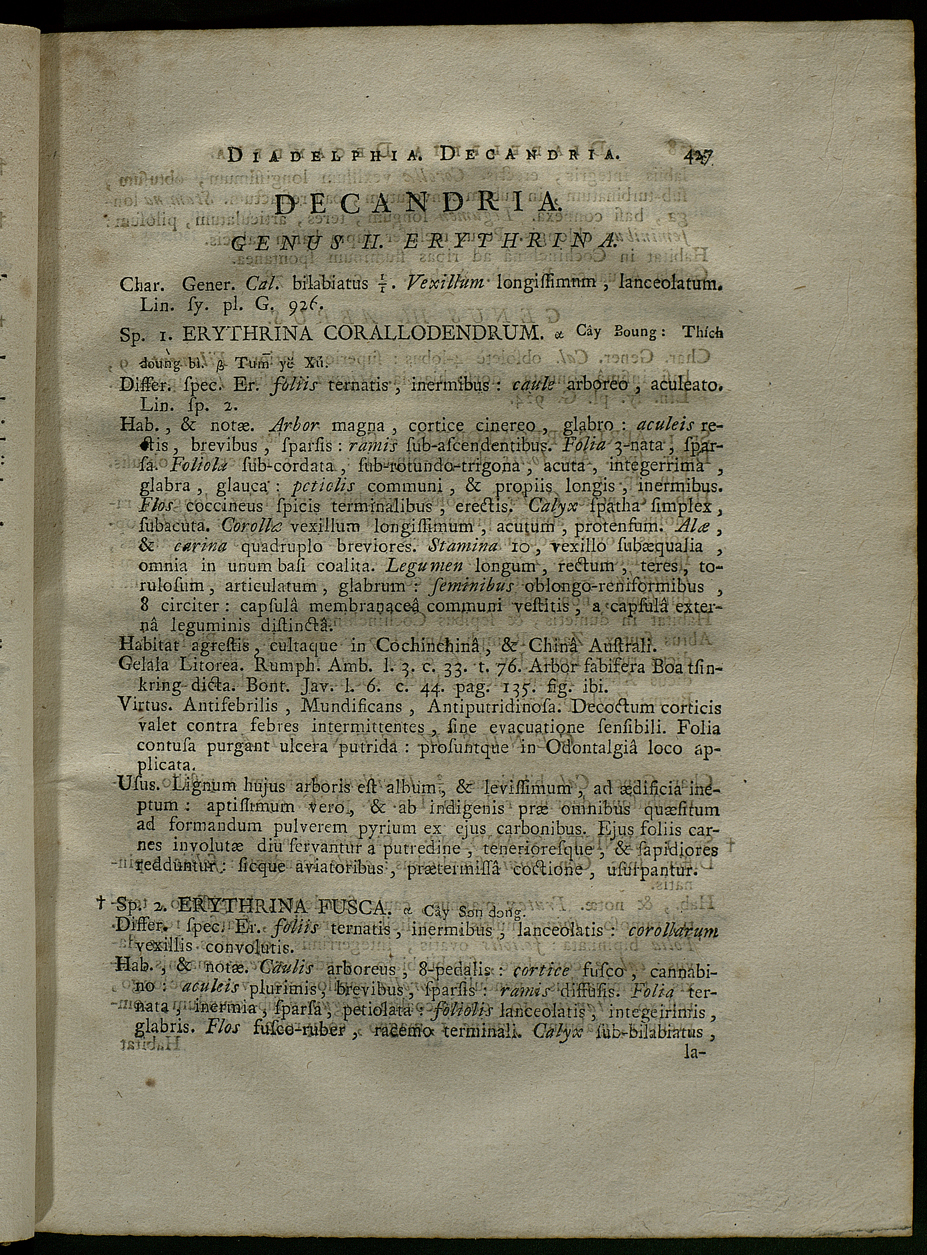 DIADELPHIA. DECANDRIA. 427
DECANDRIA.
GENUS II. ERYTHRINA.
Char. Gener. Cal. bilabiatus 1/1. Vexillum longiſſimum, lanceolatum.
Lin. ſy. pl. G. 926.
Sp. 1. ERYTHRINA CORALLODENDRUM. α Cây Boung: Thích
doùng bì. β Tum yĕ Xŭ.
Differ. ſpec. Er. foliis ternatis, inermibus: caule arboreo, aculeato.
Lin. ſp. 2.
Hab., & notæ. Arbor magna, cortice cinereo, glabro: aculeis re-
ctis, brevibus, ſparſis: ramis ſub-aſcendentibus. Folia 3-nata, ſpar-
ſa. Foliola ſub-cordata, ſub-rotundo-trigona, acuta, integerrima,
glabra, glauca: petiolis communi, & propiis longis, inermibus.
Flos coccineus ſpicis terminalibus, erectis. Calyx ſpatha ſimplex,
ſubacuta. Corollæ vexillum longiſſimum, acutum, protenſum. Alæ,
& carina quadruplo breviores. Stamina 10, vexillo ſubæqualia,
omnia in unum baſi coalita. Legumen longum, rectum, teres, to-
ruloſum, articulatum, glabrum: ſeminibus oblongo-reniformibus,
8 circiter: capſulâ membranaceâ communi veſtitis, a capſulâ exter-
nâ leguminis diſtinctâ.
Habitat agreſtis, cultaque in Cochinchinâ, & Chinâ Auſtrali.
Gelala Litorea. Rumph. Amb. l. 3. c. 33. t. 76. Arbor fabifera Boa tſin-
kring dicta. Bont. Jav. l. 6. c. 44. pag. 135. fig. ibi.
Virtus. Antifebrilis, Mundificans, Antiputridinoſa. Decoctum corticis
valet contra febres intermittentes, ſine evacuatione ſenſibili. Folia
contuſa purgant ulcera putrida: proſuntque in Odontalgiâ loco ap-
plicata.
Uſus. Lignum hujus arboris eſt album, & leviſſimum, ad ædificia ine-
ptum: aptiſſimum vero, & ab indigenis præ omnibus quæſitum
ad formandum pulverem pyrium ex ejus carbonibus. Ejus foliis car-
nes involutæ diu ſervantur a putredine, tenerioreſque, & ſapidiores
redduntur: ſicque aviatoribus, prætermiſſâ coctione, uſurpantur.
† Sp. 2. ERYTHRINA FUSCA. α Cây Son dong.
Differ. ſpec. Er. foliis ternatis, inermibus, lanceolatis: corollarum
vexillis convolutis.
Hab., & notæ. Caulis arboreus, 8-pedalis: cortice fuſco, cannabi-
no: aculeis plurimis, brevibus, ſparſis: ramis diffuſis. Folia ter-
nata, inermia, ſparſa, petiolata: foliolis lanceolatis, integerrimis,
glabris. Flos fuſco-ruber, racemo terminali. Calyx ſub-bilabiatus,
la-